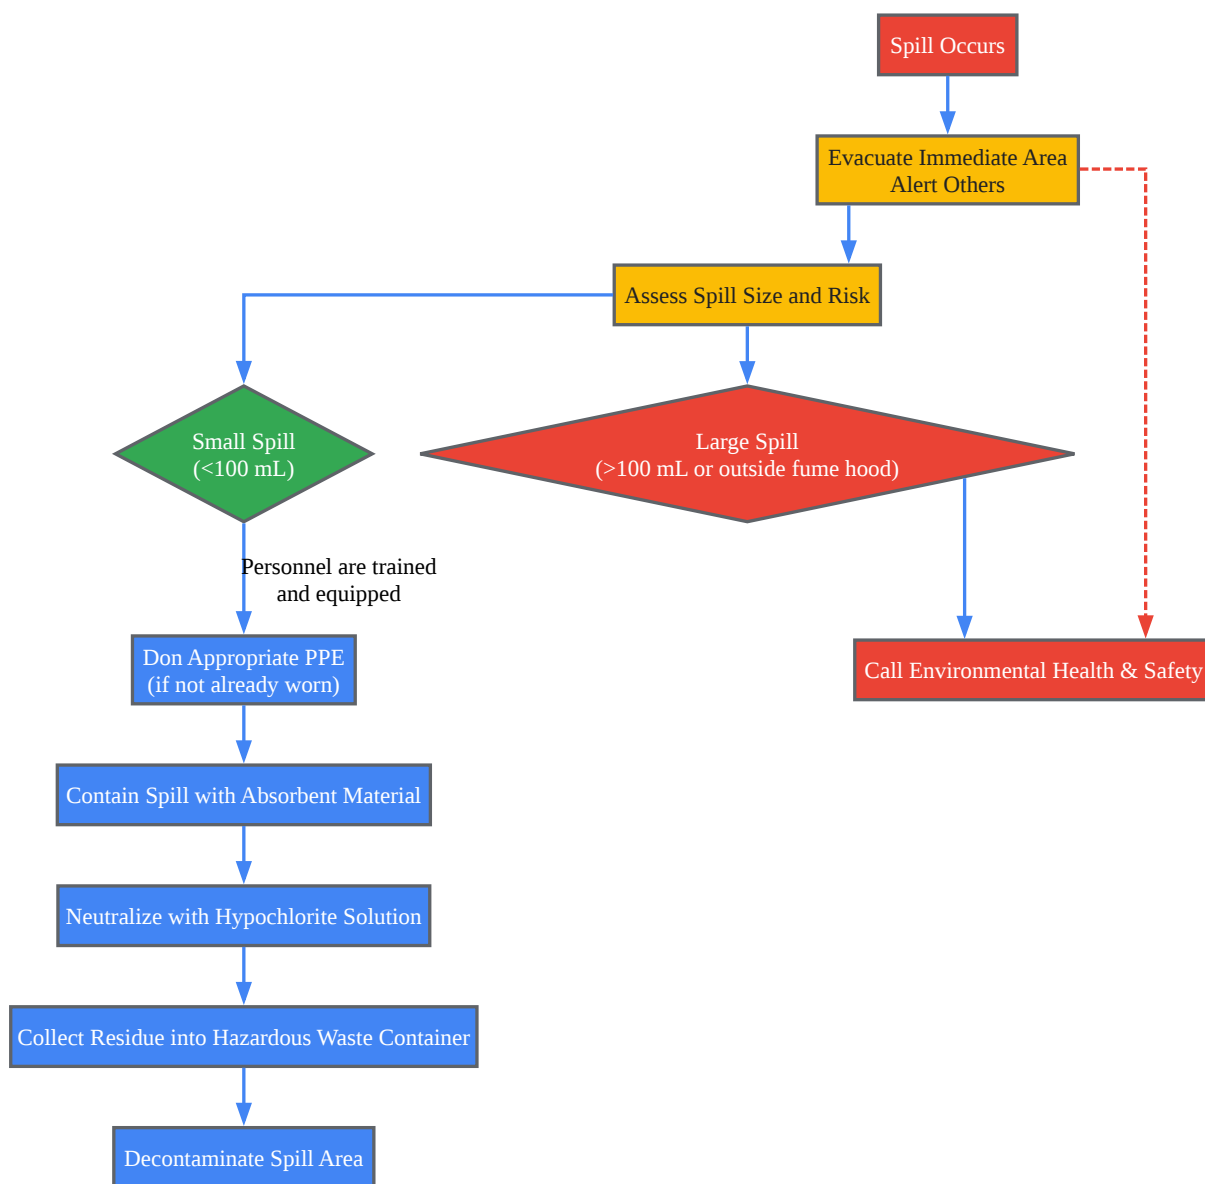 Spill Occurs
Evacuate Immediate Area
Alert Others
Assess Spill Size and Risk
Small Spill
(<100 mL)
Large Spill
(>100 mL or outside fume hood)
Personnel are trained
and equipped
Don Appropriate PPE
(if not already worn)
Call Environmental Health & Safety
Contain Spill with Absorbent Material
Neutralize with Hypochlorite Solution
Collect Residue into Hazardous Waste Container
Decontaminate Spill Area